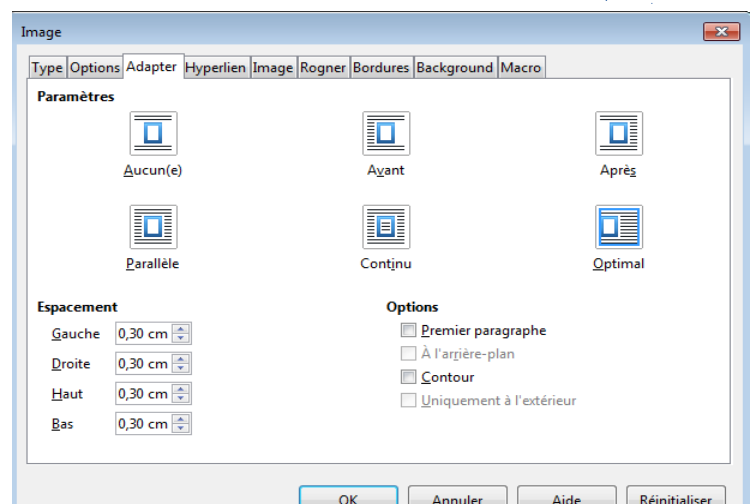 Image
Type Options Adapter Hyperlien Image Rogner Bordures Background Macro
Paramètres
Aucun(e) Avant Après
Parallèle Continu Optimal
Espacement Options
Gauche 0,30 cm Premier paragraphe
À l'arrière-plan
Droite 0,30 cm
Contour
Haut 0,30 cm
Uniquement à l'extérieur
Bas 0,30 cm
OK Annuler Aide Réinitialiser